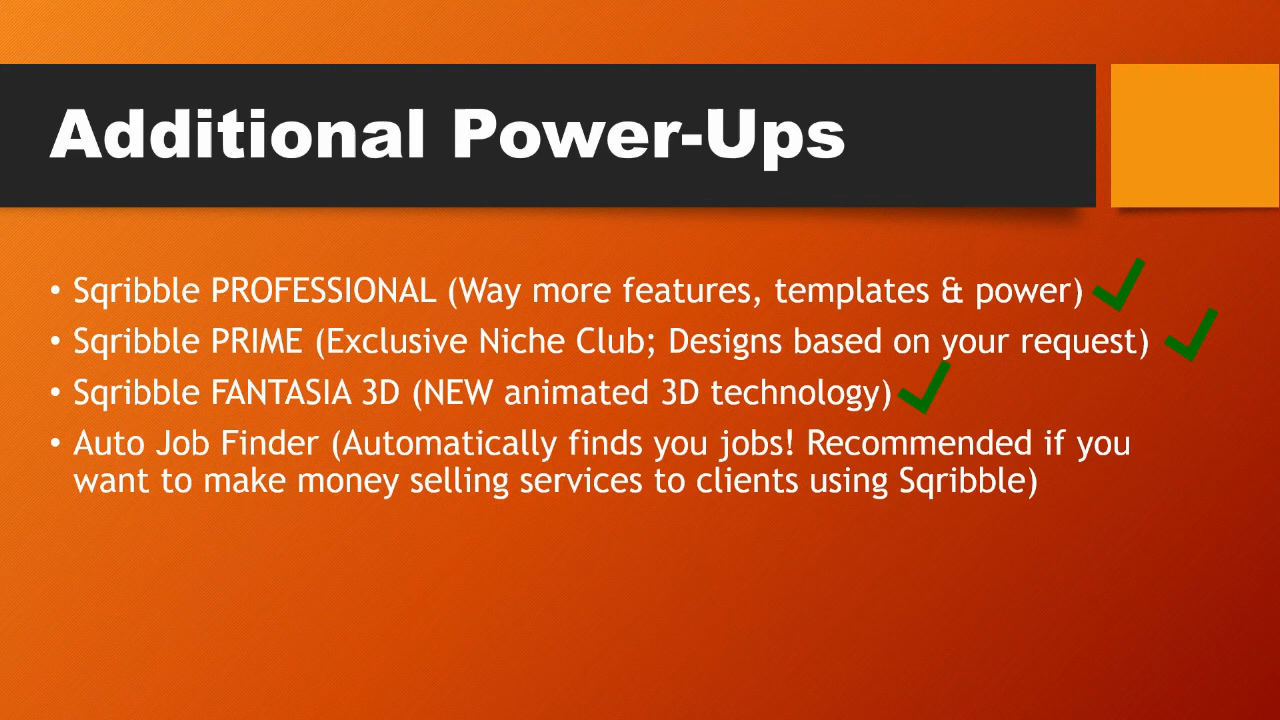 Additional Power-Ups
• Sqribble PROFESSIONAL (Way more features, templates & power)
• Sqribble PRIME (Exclusive Niche Club; Designs based on your request)
• Sqribble FANTASIA 3D (NEW animated 3D technology)
• Auto Job Finder (Automatically finds you jobs! Recommended if you
want to make money selling services to clients using Sqribble)